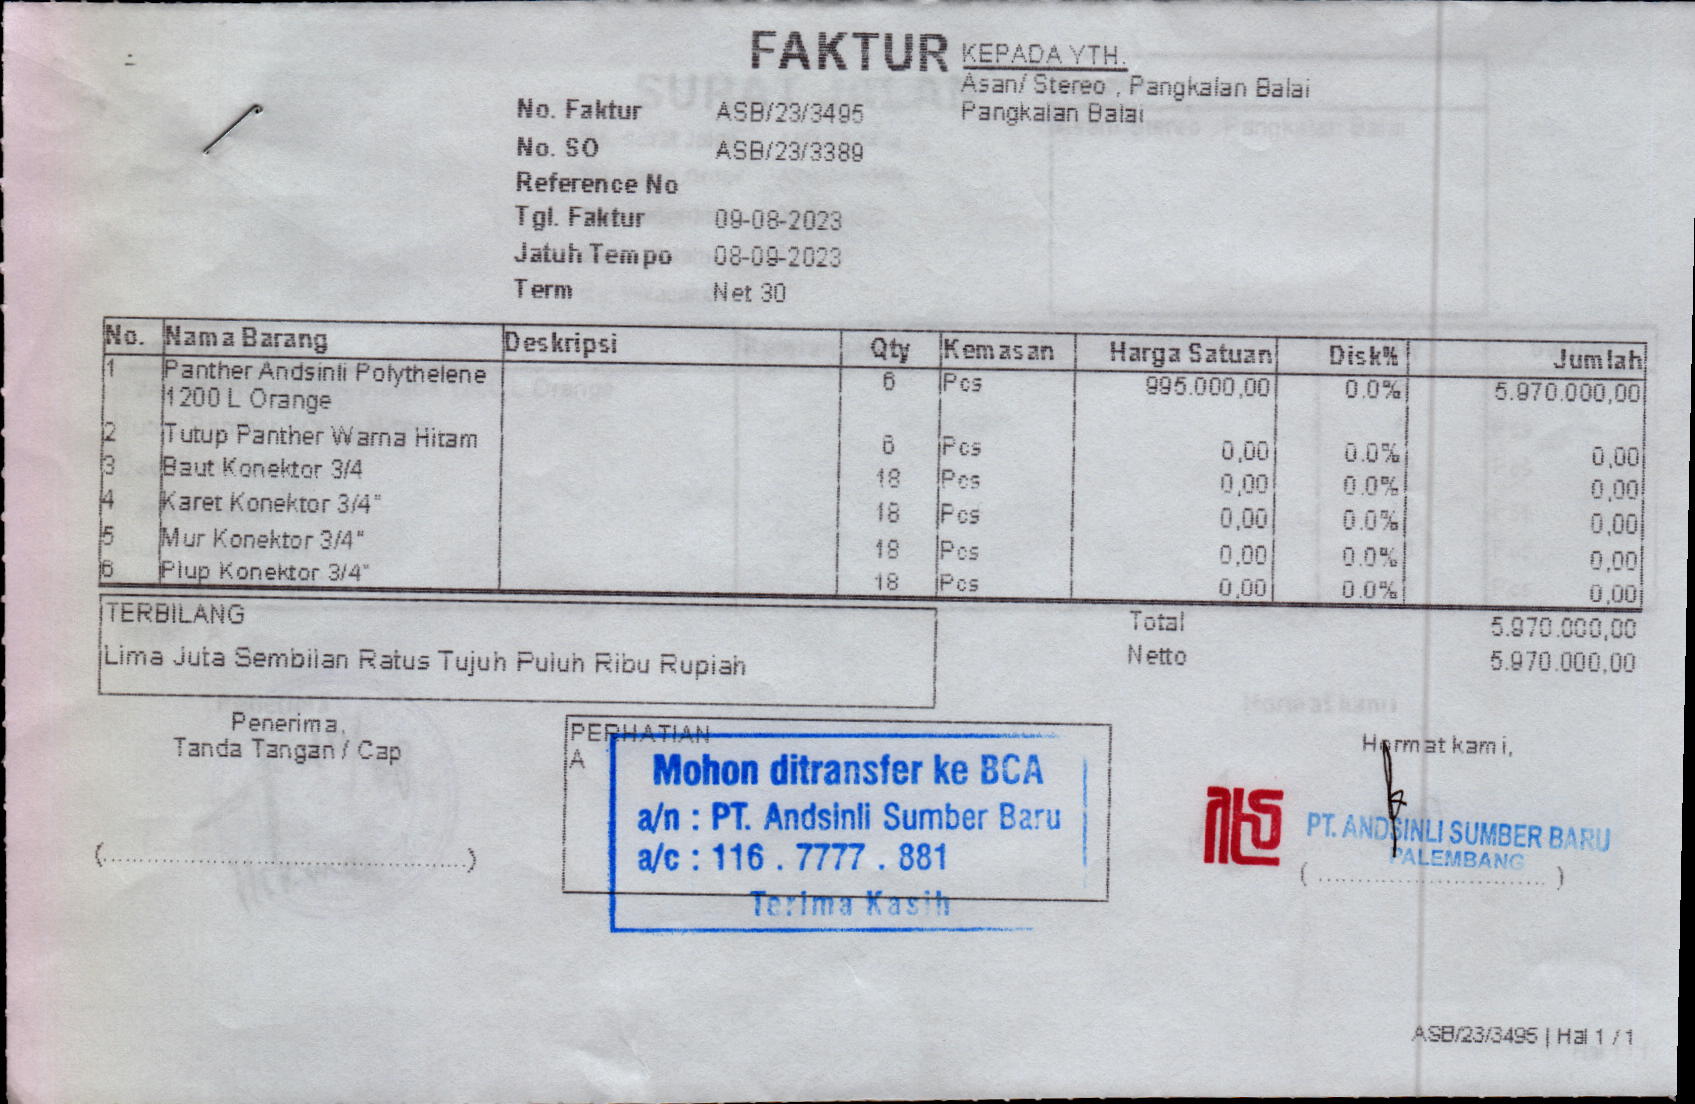 FAKTUR
KEPADA YTH.
Asan/ Stereo , Pangkalan Balai
Pangkalan Balai
No. Faktur ASB/23/3495
No. SO ASB/23/3389
Reference No
Tgl. Faktur 09-08-2023
Jatuh Tempo 08-09-2023
Term Net 30
No. Nama Barang Deskripsi Qty Kemasan Harga Satuan Disk% Jumlah
1 Panther Andsinli Polythelene 6 Pcs 995.000,00 0.0% 5.970.000,00
1200 L Orange
2 Tutup Panther Warna Hitam 6 Pcs 0,00 0.0% 0,00
3 Baut Konektor 3/4 18 Pcs 0,00 0.0% 0,00
4 Karet Konektor 3/4" 18 Pcs 0,00 0.0% 0,00
5 Mur Konektor 3/4" 18 Pcs 0,00 0.0% 0,00
6 Plup Konektor 3/4" 18 Pcs 0,00 0.0% 0,00
TERBILANG
Lima Juta Sembilan Ratus Tujuh Puluh Ribu Rupiah
Total 5.970.000,00
Netto 5.970.000,00
Penerima,
Tanda Tangan / Cap
PERHATIAN
A
Mohon ditransfer ke BCA
a/n : PT. Andsinli Sumber Baru
a/c : 116 . 7777 . 881
Terima Kasih
Hormat kami,
PT. ANDSINLI SUMBER BARU
PALEMBANG
ASB/23/3495 | Hal 1 / 1